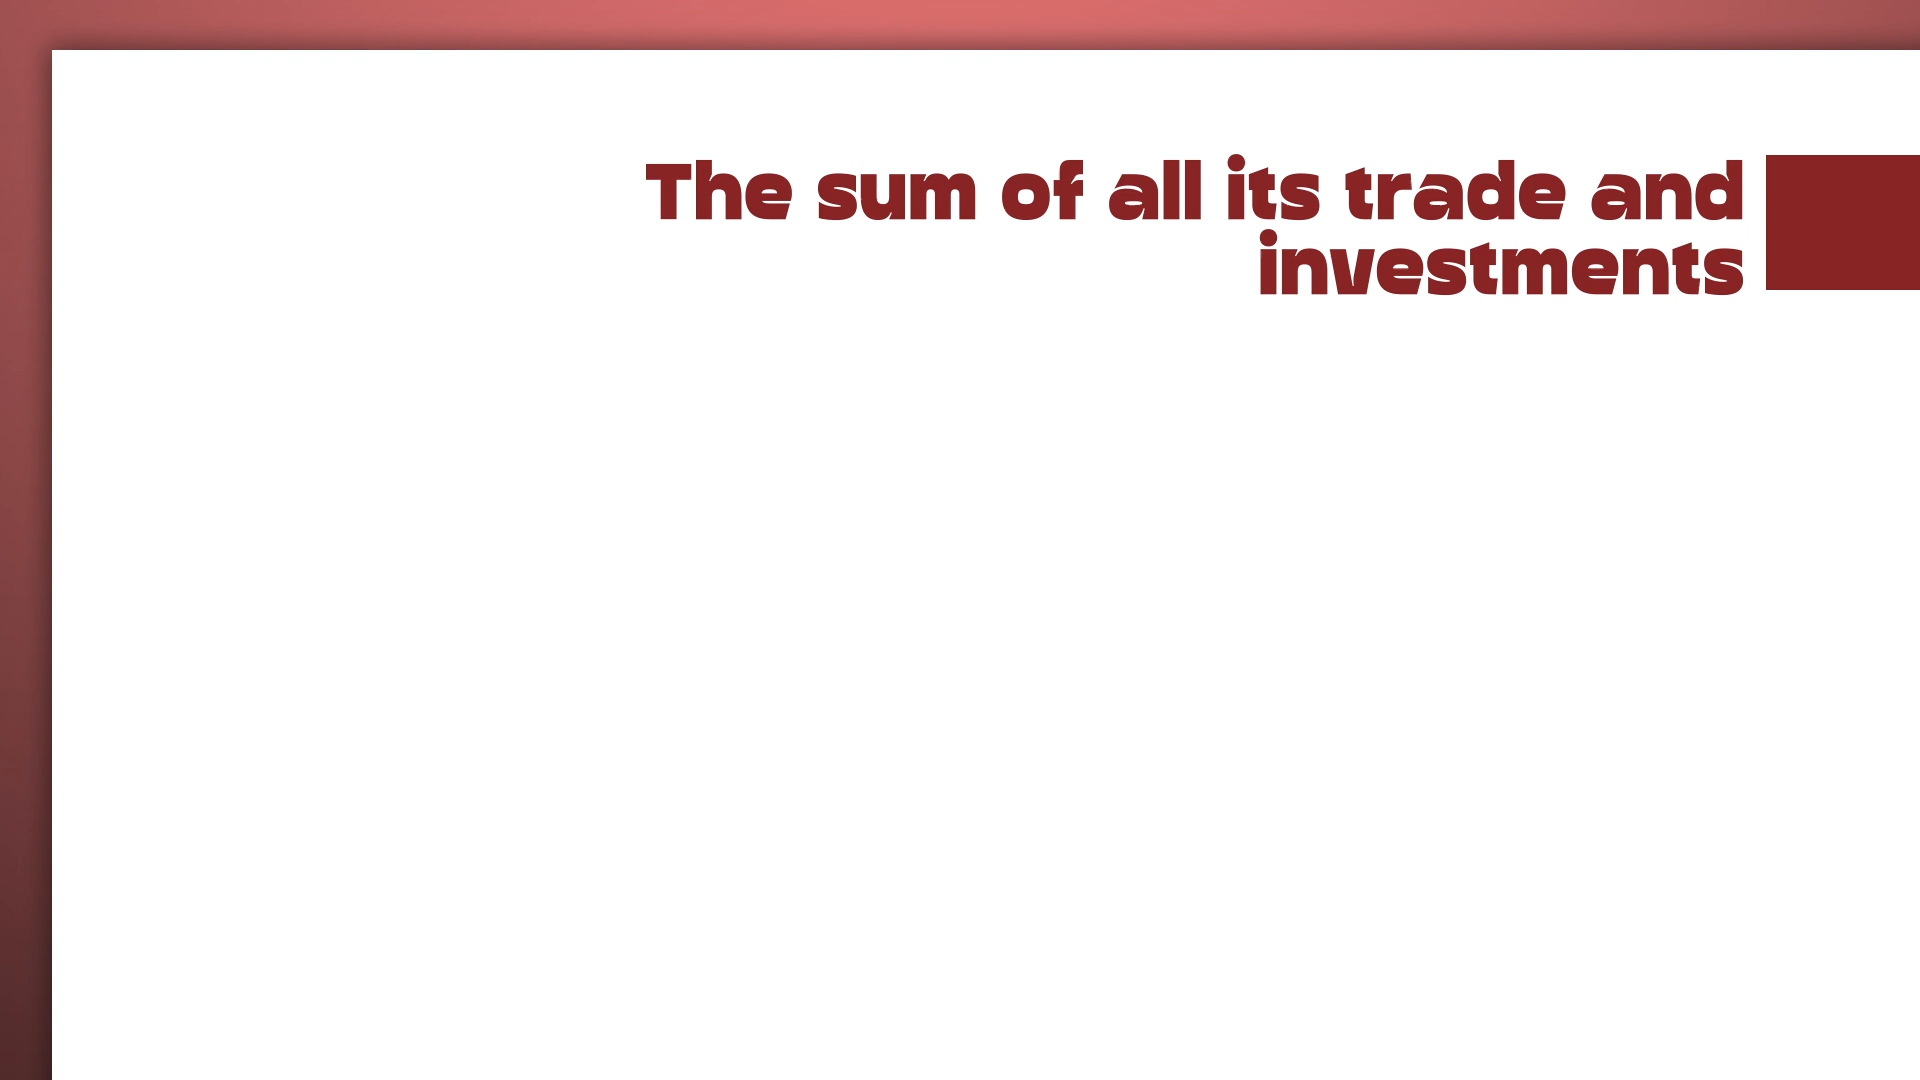 The sum of all its trade and
investments